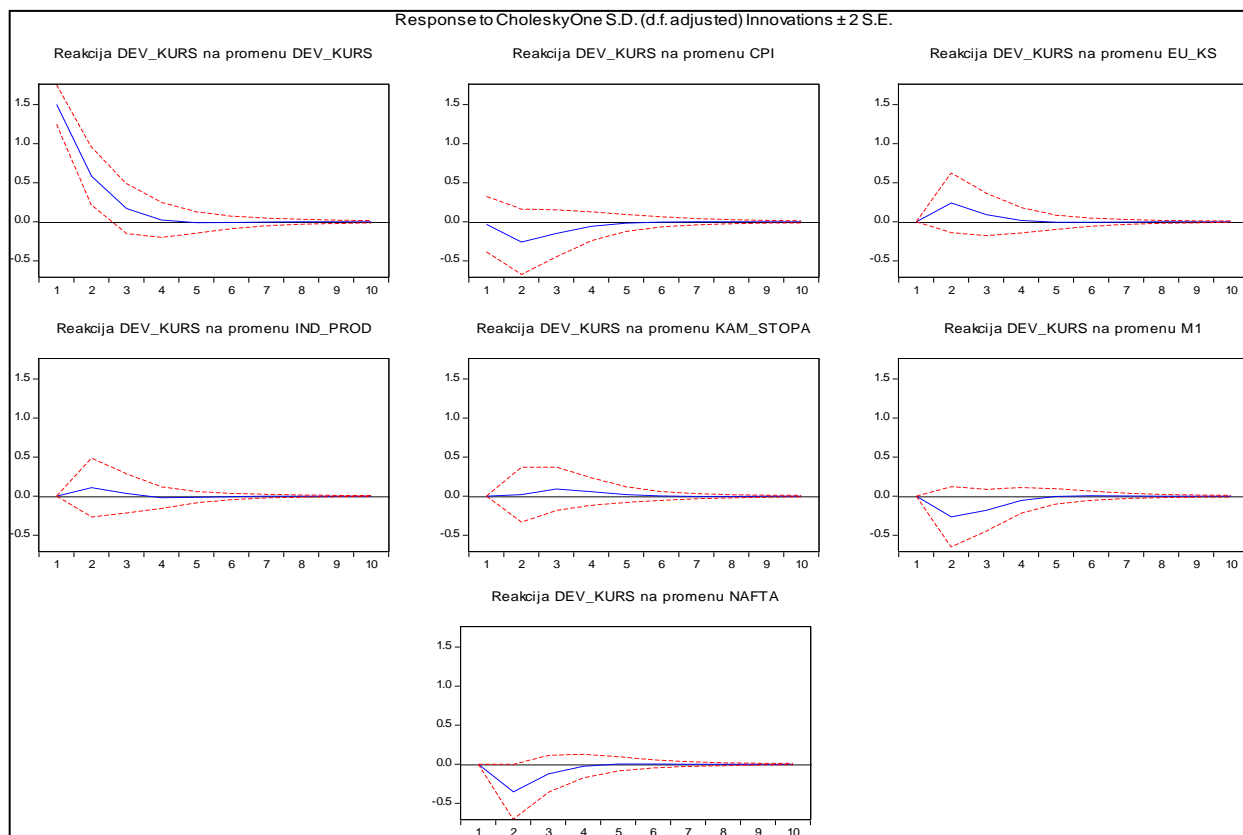 Response to Cholesky One S.D. (d.f. adjusted) Innovations ± 2 S.E.
Reakcija DEV_KURS na promenu DEV_KURS
1.5
1.0
0.5
0.0
-0.5
1 2 3 4 5 6 7 8 9 10
Reakcija DEV_KURS na promenu CPI
1.5
1.0
0.5
0.0
-0.5
1 2 3 4 5 6 7 8 9 10
Reakcija DEV_KURS na promenu EU_KS
1.5
1.0
0.5
0.0
-0.5
1 2 3 4 5 6 7 8 9 10
Reakcija DEV_KURS na promenu IND_PROD
1.5
1.0
0.5
0.0
-0.5
1 2 3 4 5 6 7 8 9 10
Reakcija DEV_KURS na promenu KAM_STOPA
1.5
1.0
0.5
0.0
-0.5
1 2 3 4 5 6 7 8 9 10
Reakcija DEV_KURS na promenu M1
1.5
1.0
0.5
0.0
-0.5
1 2 3 4 5 6 7 8 9 10
Reakcija DEV_KURS na promenu NAFTA
1.5
1.0
0.5
0.0
-0.5
1 2 3 4 5 6 7 8 9 10